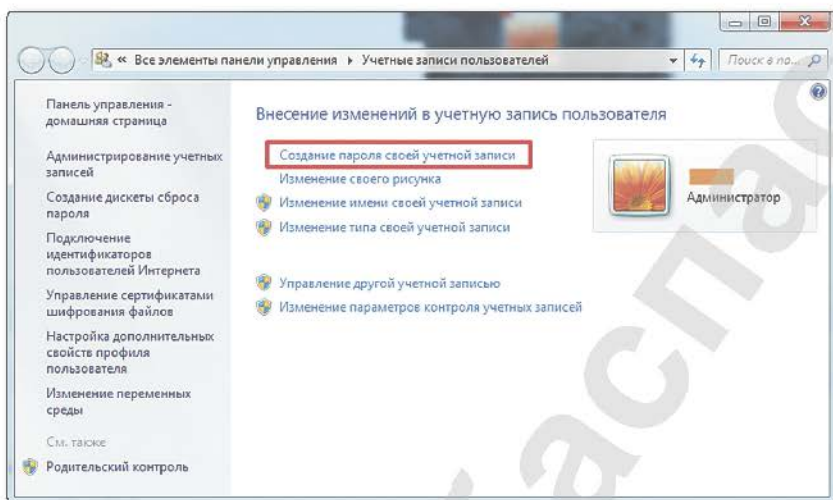 « Все элементы панели управления ▸ Учетные записи пользователей
Поиск в па...
Панель управления -
домашняя страница
Администрирование учетных
записей
Создание дискеты сброса
пароля
Подключение
идентификаторов
пользователей Интернета
Управление сертификатами
шифрования файлов
Настройка дополнительных
свойств профиля
пользователя
Изменение переменных
среды
См. также
Родительский контроль
Внесение изменений в учетную запись пользователя
Создание пароля своей учетной записи
Изменение своего рисунка
Изменение имени своей учетной записи
Изменение типа своей учетной записи
Управление другой учетной записью
Изменение параметров контроля учетных записей
Администратор